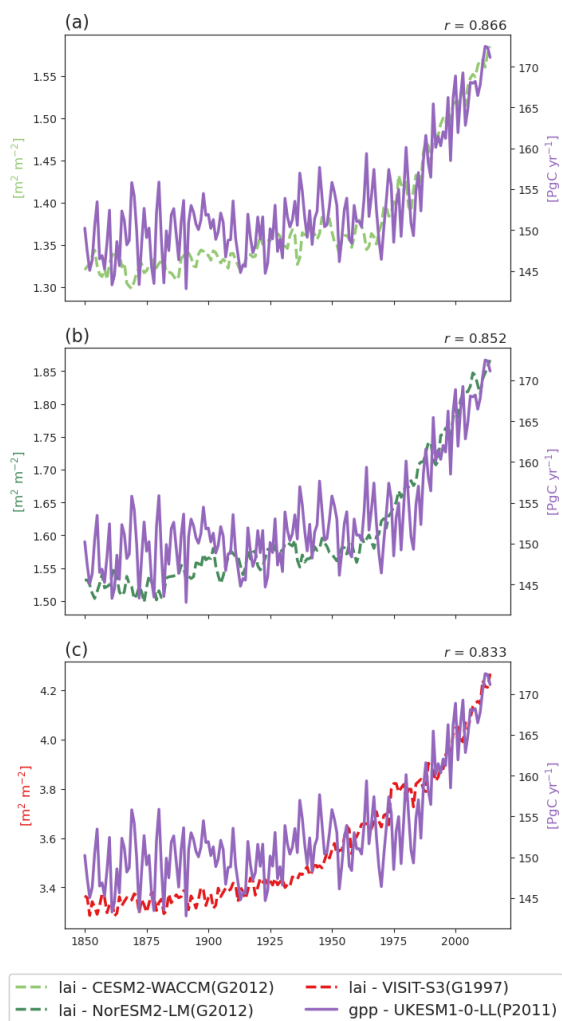 (a)
r = 0.866
1.55
1.50
1.45
1.40
1.35
1.30
[m² m⁻²]
170
165
160
155
150
145
[PgC yr⁻¹]
(b)
r = 0.852
1.85
1.80
1.75
1.70
1.65
1.60
1.55
1.50
[m² m⁻²]
170
165
160
155
150
145
[PgC yr⁻¹]
(c)
r = 0.833
4.2
4.0
3.8
3.6
3.4
[m² m⁻²]
170
165
160
155
150
145
[PgC yr⁻¹]
1850 1875 1900 1925 1950 1975 2000
lai - CESM2-WACCM(G2012)
lai - NorESM2-LM(G2012)
lai - VISIT-S3(G1997)
gpp - UKESM1-0-LL(P2011)